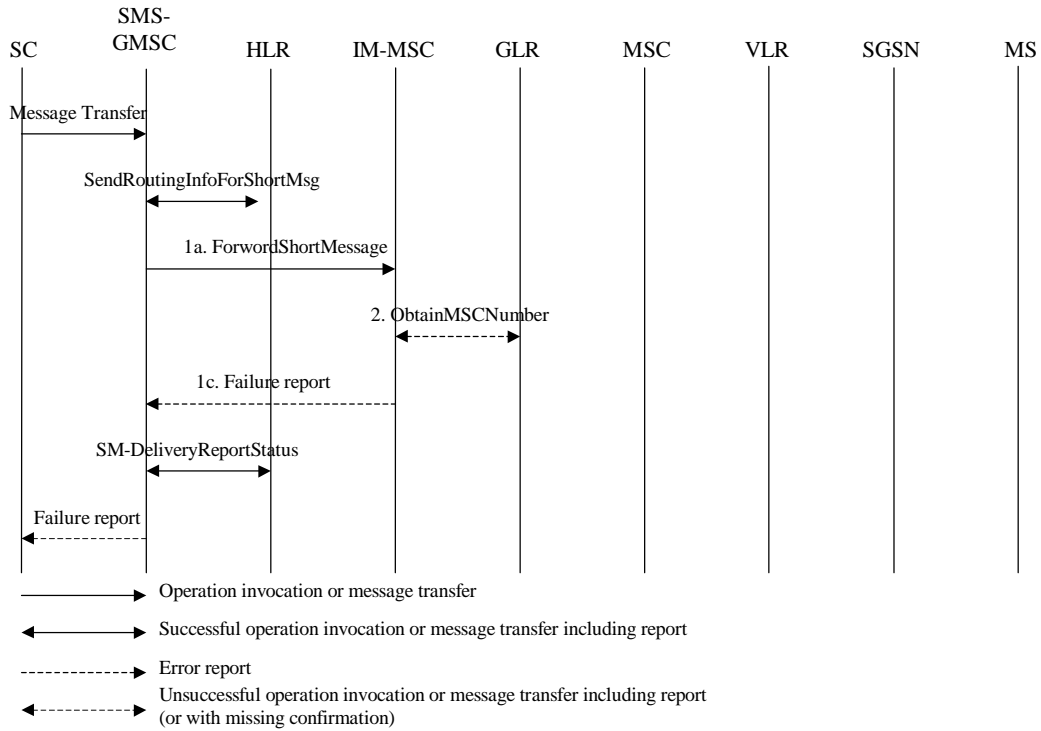 SMS-
GMSC
SC HLR IM-MSC GLR MSC VLR SGSN MS
Message Transfer
SendRoutingInfoForShortMsg
1a. ForwordShortMessage
2. ObtainMSCNumber
1c. Failure report
SM-DeliveryReportStatus
Failure report
Operation invocation or message transfer
Successful operation invocation or message transfer including report
Error report
Unsuccessful operation invocation or message transfer including report
(or with missing confirmation)